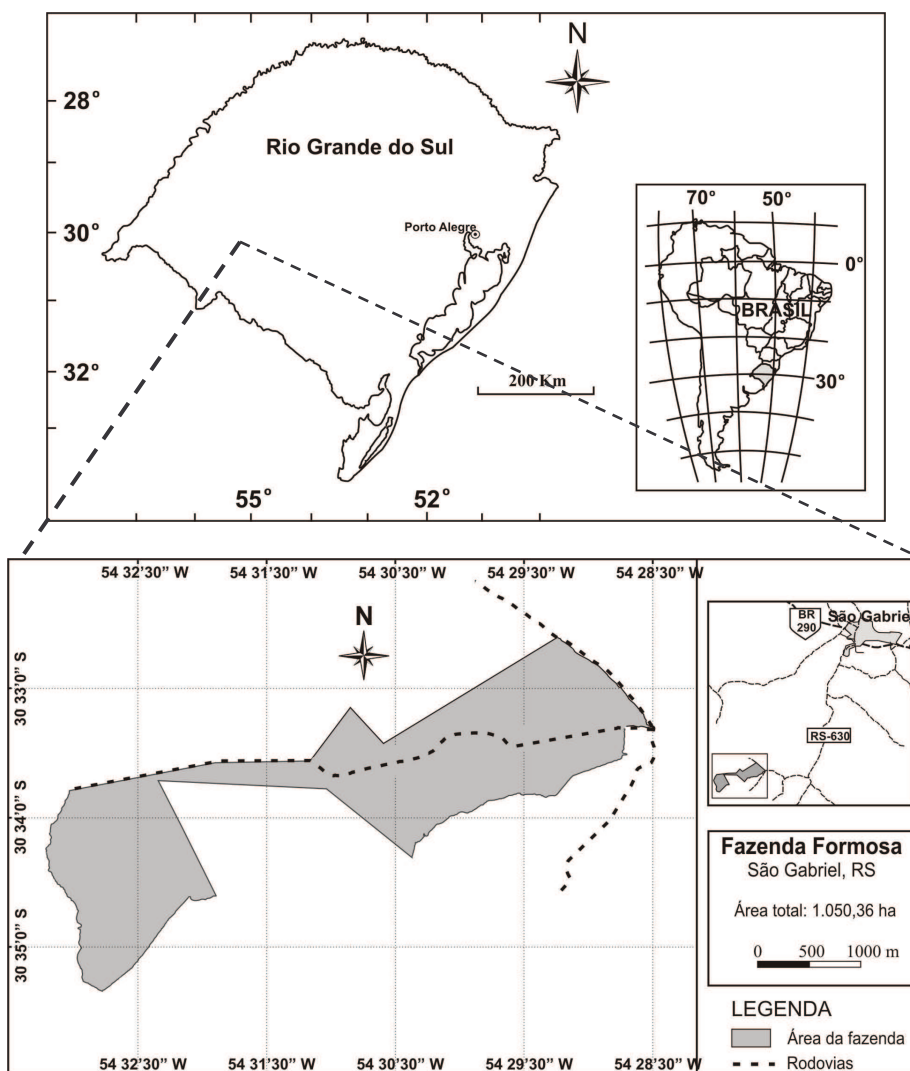 N
28°
Rio Grande do Sul
70° 50°
Porto Alegre
30°
0°
BRASIL
32°
200 Km
30°
55° 52°
54 32'30'' W 54 31'30'' W 54 30'30'' W 54 29'30'' W 54 28'30'' W
N
BR
290
São Gabriel
30 33'0'' S
RS-630
30 34'0'' S
Fazenda Formosa
São Gabriel, RS
Área total: 1.050,36 ha
0 500 1000 m
30 35'0'' S
LEGENDA
Área da fazenda
Rodovias
54 32'30'' W 54 31'30'' W 54 30'30'' W 54 29'30'' W 54 28'30'' W